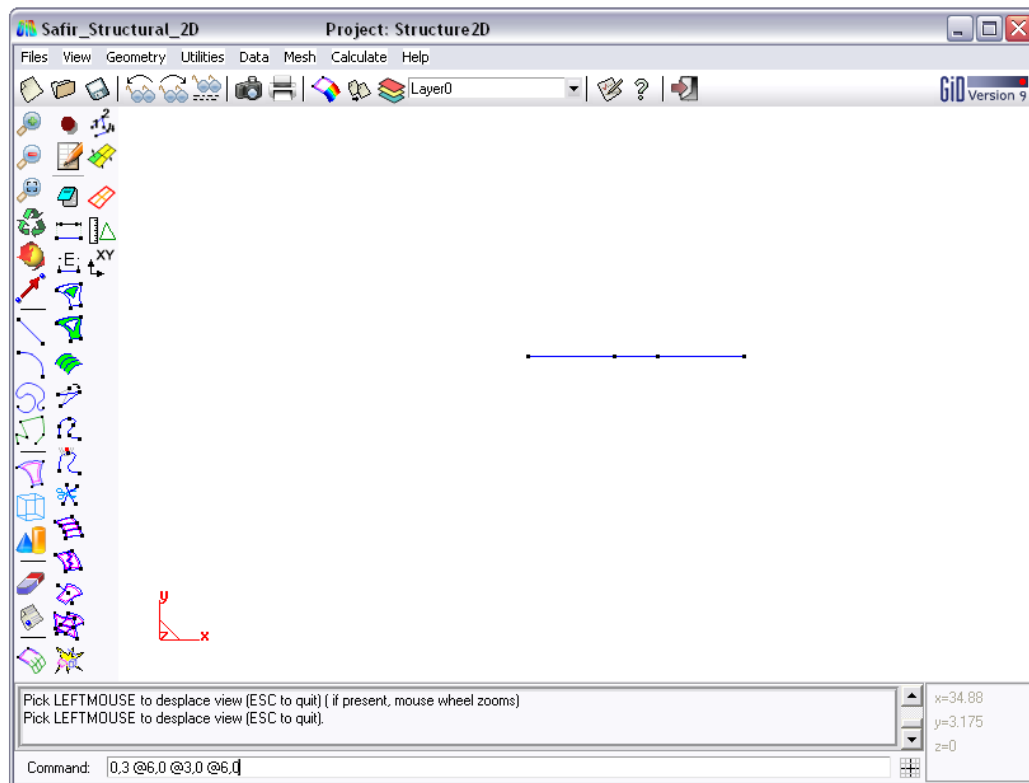 Safir_Structural_2D Project: Structure2D
Files View Geometry Utilities Data Mesh Calculate Help
Layer0
GiD Version 9
E
XY
y
z x
Pick LEFTMOUSE to desplace view (ESC to quit) ( if present, mouse wheel zooms)
Pick LEFTMOUSE to desplace view (ESC to quit).
x=34.88
y=3.175
z=0
Command: 0,3 @6,0 @3,0 @6,0